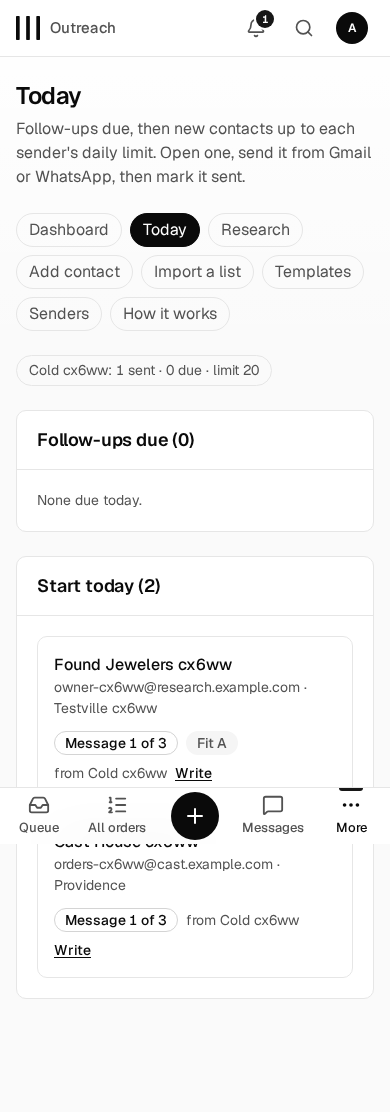 Outreach
1
A
Today
Follow-ups due, then new contacts up to each
sender's daily limit. Open one, send it from Gmail
or WhatsApp, then mark it sent.
Dashboard
Today
Research
Add contact
Import a list
Templates
Senders
How it works
Cold cx6ww: 1 sent · 0 due · limit 20
Follow-ups due (0)
None due today.
Start today (2)
Found Jewelers cx6ww
owner-cx6ww@research.example.com ·
Testville cx6ww
Message 1 of 3
Fit A
from Cold cx6ww Write
Queue
All orders
Messages
More
Cast House cx6ww
orders-cx6ww@cast.example.com ·
Providence
Message 1 of 3
from Cold cx6ww
Write